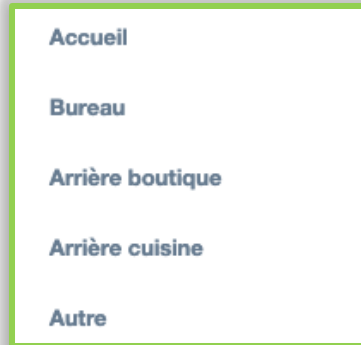 Accueil
Bureau
Arrière boutique
Arrière cuisine
Autre